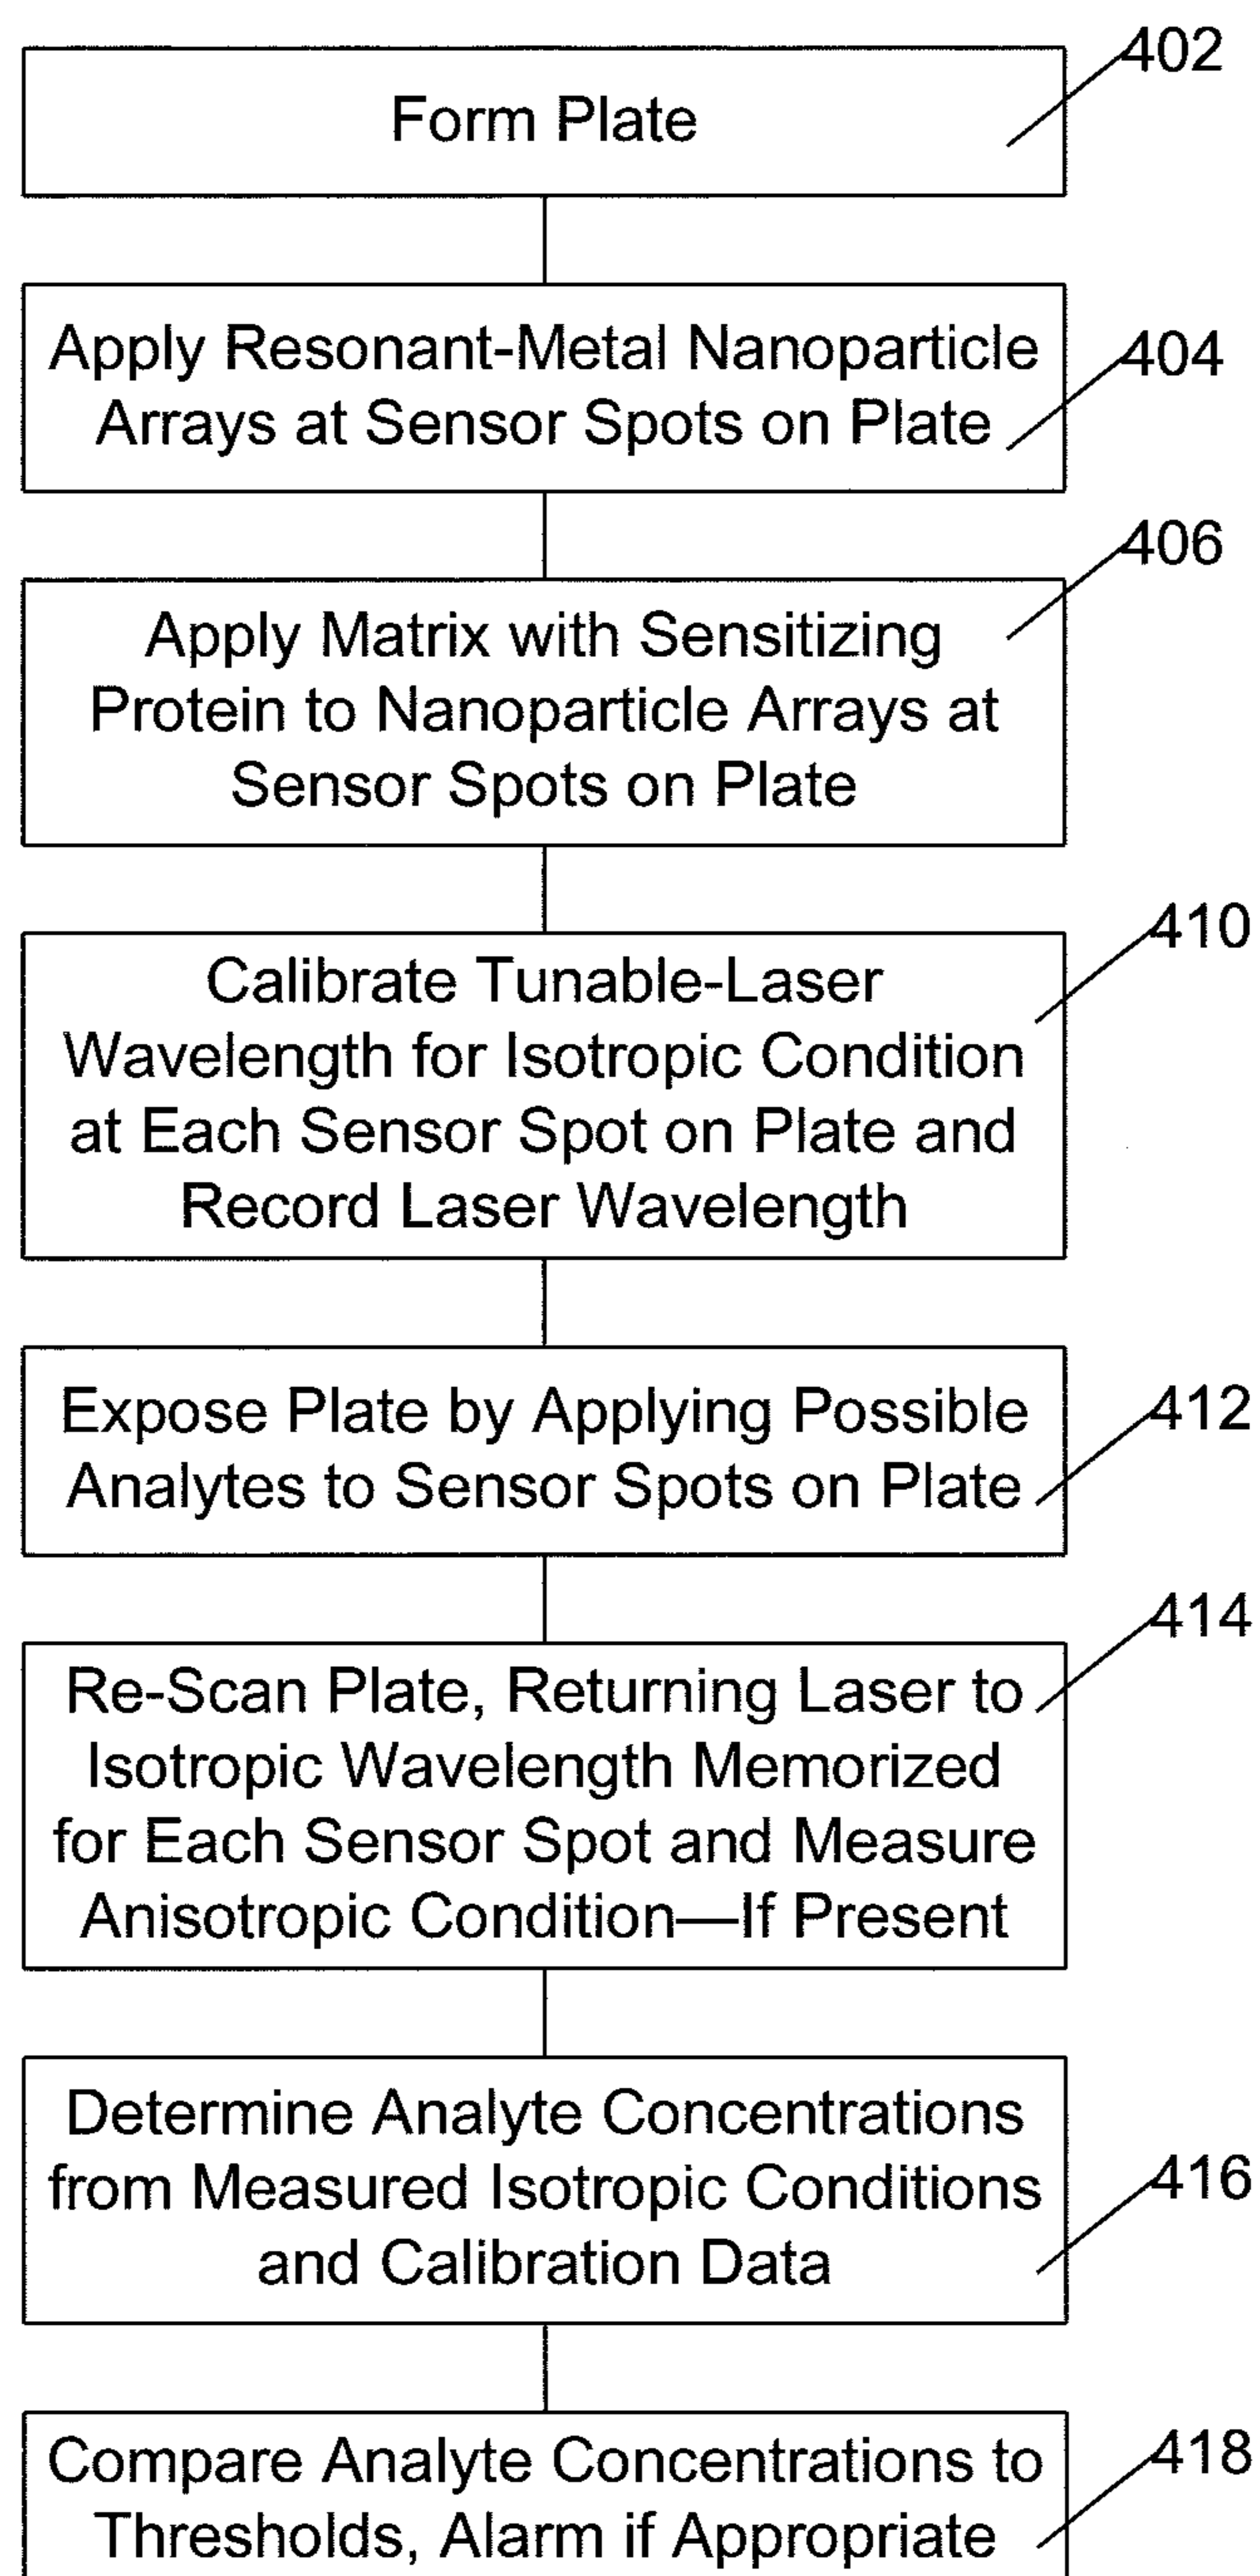 402
Form Plate
Apply Resonant-Metal Nanoparticle
Arrays at Sensor Spots on Plate
404
406
Apply Matrix with Sensitizing
Protein to Nanoparticle Arrays at
Sensor Spots on Plate
410
Calibrate Tunable-Laser
Wavelength for Isotropic Condition
at Each Sensor Spot on Plate and
Record Laser Wavelength
Expose Plate by Applying Possible
Analytes to Sensor Spots on Plate
412
414
Re-Scan Plate, Returning Laser to
Isotropic Wavelength Memorized
for Each Sensor Spot and Measure
Anisotropic Condition—If Present
Determine Analyte Concentrations
from Measured Isotropic Conditions
and Calibration Data
416
Compare Analyte Concentrations to
Thresholds, Alarm if Appropriate
418